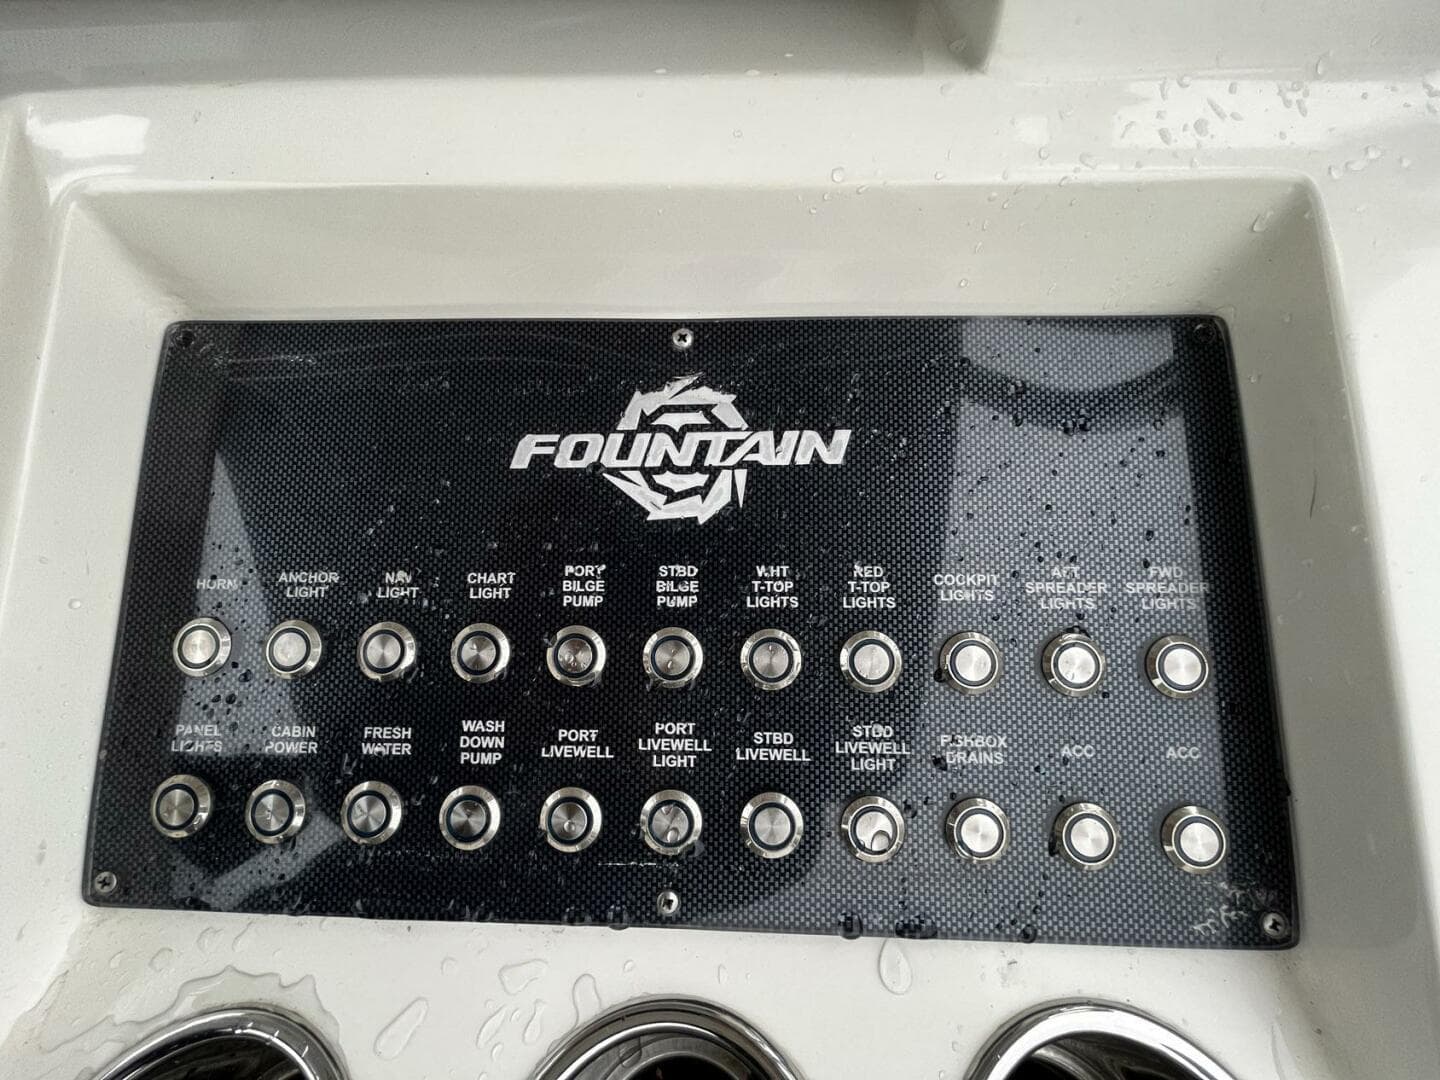 FOUNTAIN
HORN
ANCHOR
LIGHT
NAV
LIGHT
CHART
LIGHT
PORT
BILGE
PUMP
STBD
BILGE
PUMP
WHT
T-TOP
LIGHTS
RED
T-TOP
LIGHTS
COCKPIT
LIGHTS
AFT
SPREADER
LIGHTS
FWD
SPREADER
LIGHTS
PANEL
LIGHTS
CABIN
POWER
FRESH
WATER
WASH
DOWN
PUMP
PORT
LIVEWELL
PORT
LIVEWELL
LIGHT
STBD
LIVEWELL
STBD
LIVEWELL
LIGHT
FISHBOX
DRAINS
ACC
ACC